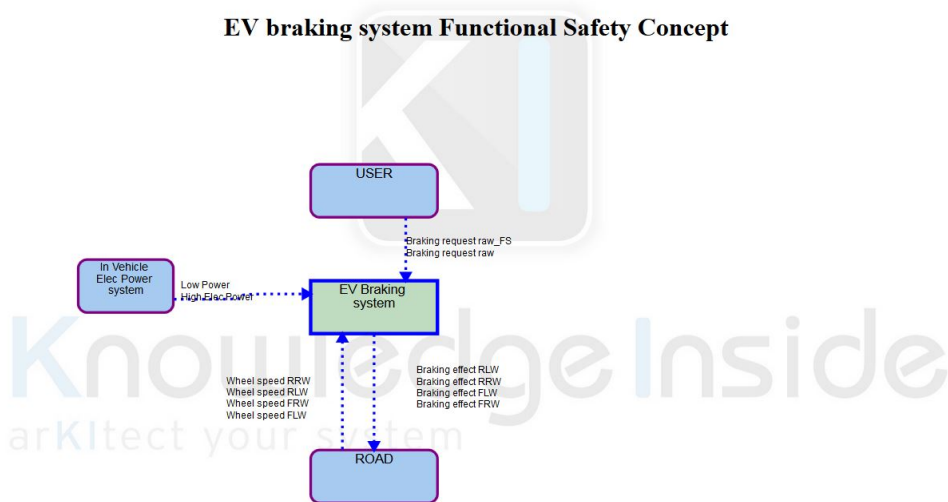 EV braking system Functional Safety Concept
KI
USER
Braking request raw_FS
Braking request raw
In Vehicle
Elec Power
system
Low Power
High Elec Power
EV Braking
system
Wheel speed RRW
Wheel speed RLW
Wheel speed FRW
Wheel speed FLW
Braking effect RLW
Braking effect RRW
Braking effect FLW
Braking effect FRW
KnowledgeInside
arKItect your system
ROAD